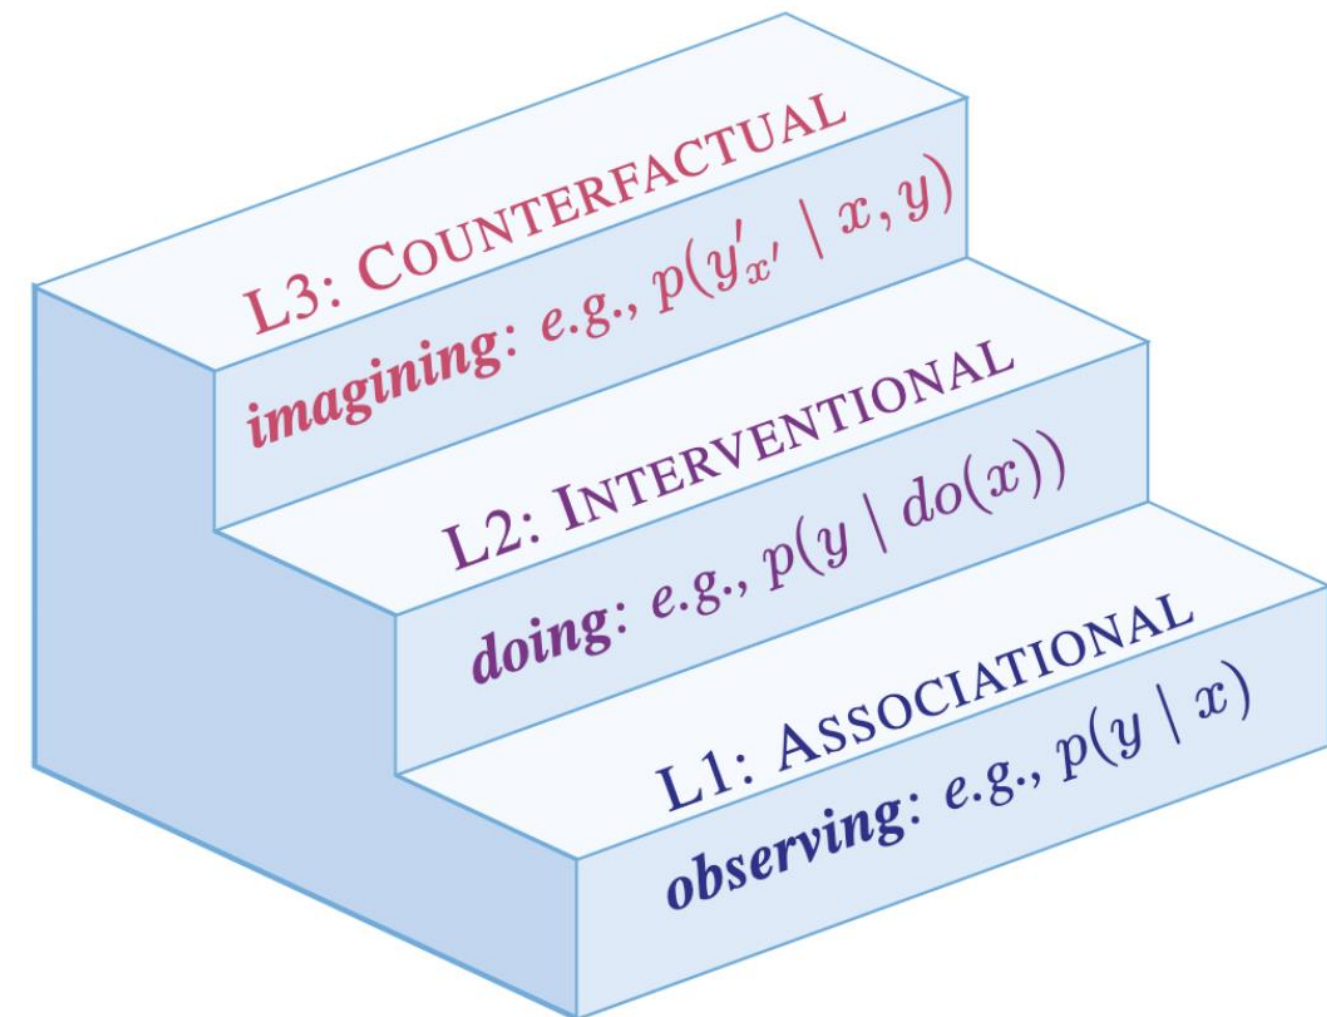 L3: COUNTERFACTUAL
imagining: e.g., p(y′ₓ′ | x, y)
L2: INTERVENTIONAL
doing: e.g., p(y | do(x))
L1: ASSOCIATIONAL
observing: e.g., p(y | x)